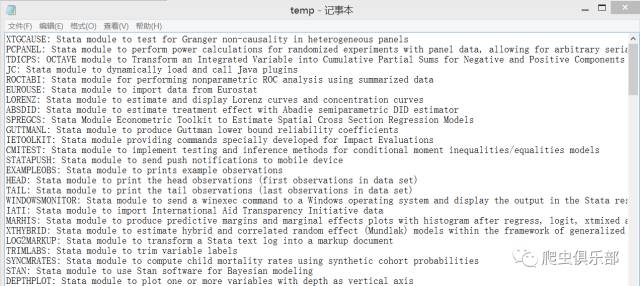 temp - 记事本
文件(F) 编辑(E) 格式(O) 查看(V) 帮助(H)
XTGCAUSE: Stata module to test for Granger non-causality in heterogeneous panels
PCPANEL: Stata module to perform power calculations for randomized experiments with panel data, allowing for arbitrary seria
TDICPS: OCTAVE module to Transform an Integrated Variable into Cumulative Partial Sums for Negative and Positive Components
JC: Stata module to dynamically load and call Java plugins
ROCTABI: Stata module for performing nonparametric ROC analysis using summarized data
EUROUSE: Stata module to import data from Eurostat
LORENZ: Stata module to estimate and display Lorenz curves and concentration curves
ABSDID: Stata module to estimate treatment effect with Abadie semiparametric DID estimator
SPREGCS: Stata Module Econometric Toolkit to Estimate Spatial Cross Section Regression Models
GUTTMANL: Stata module to produce Guttman lower bound reliability coefficients
IETOOLKIT: Stata module providing commands specially developed for Impact Evaluations
CMITEST: Stata module to implement testing and inference methods for conditional moment inequalities/equalities models
STATAPUSH: Stata module to send push notifications to mobile device
EXAMPLEOBS: Stata module to prints example observations
HEAD: Stata module to print the head observations (first observations in data set)
TAIL: Stata module to print the tail observations (last observations in data set)
WINDOWSMONITOR: Stata module to send a winexec command to a Windows operating system and display the output in the Stata res
IATI: Stata module to import International Aid Transparency Initiative data
MARHIS: Stata module to produce predictive margins and marginal effects plots with histogram after regress, logit, xtmixed a
XTHYBRID: Stata module to estimate hybrid and correlated random effect (Mundlak) models within the framework of generalized
LOG2MARKUP: Stata module to transform a Stata text log into a markup document
TRIMLABS: Stata module to trim variable labels
SYNCMRATES: Stata module to compute child mortality rates using synthetic cohort probabilities
STAN: Stata module to use Stan software for Bayesian modeling
DEPTHPLOT: Stata module to plot one or more variables with depth as vertical axis
爬虫俱乐部